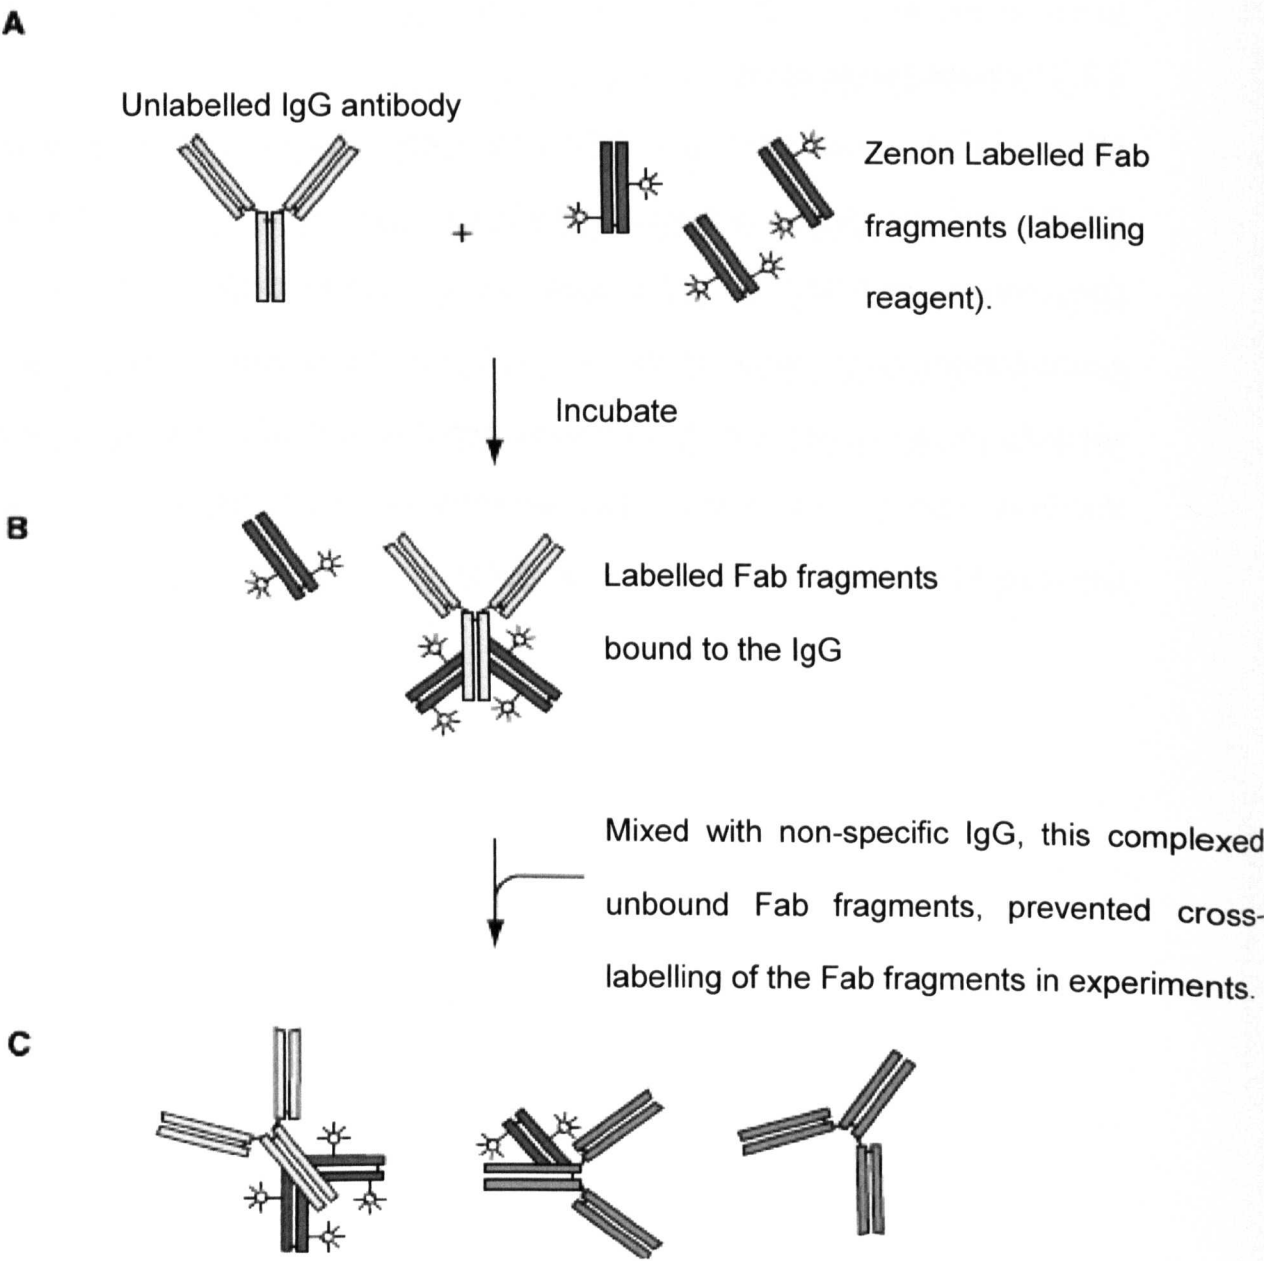 A
Unlabelled IgG antibody
+
Zenon Labelled Fab
fragments (labelling
reagent).
Incubate
B
Labelled Fab fragments
bound to the IgG
Mixed with non-specific IgG, this complexed
unbound Fab fragments, prevented cross-
labelling of the Fab fragments in experiments.
C